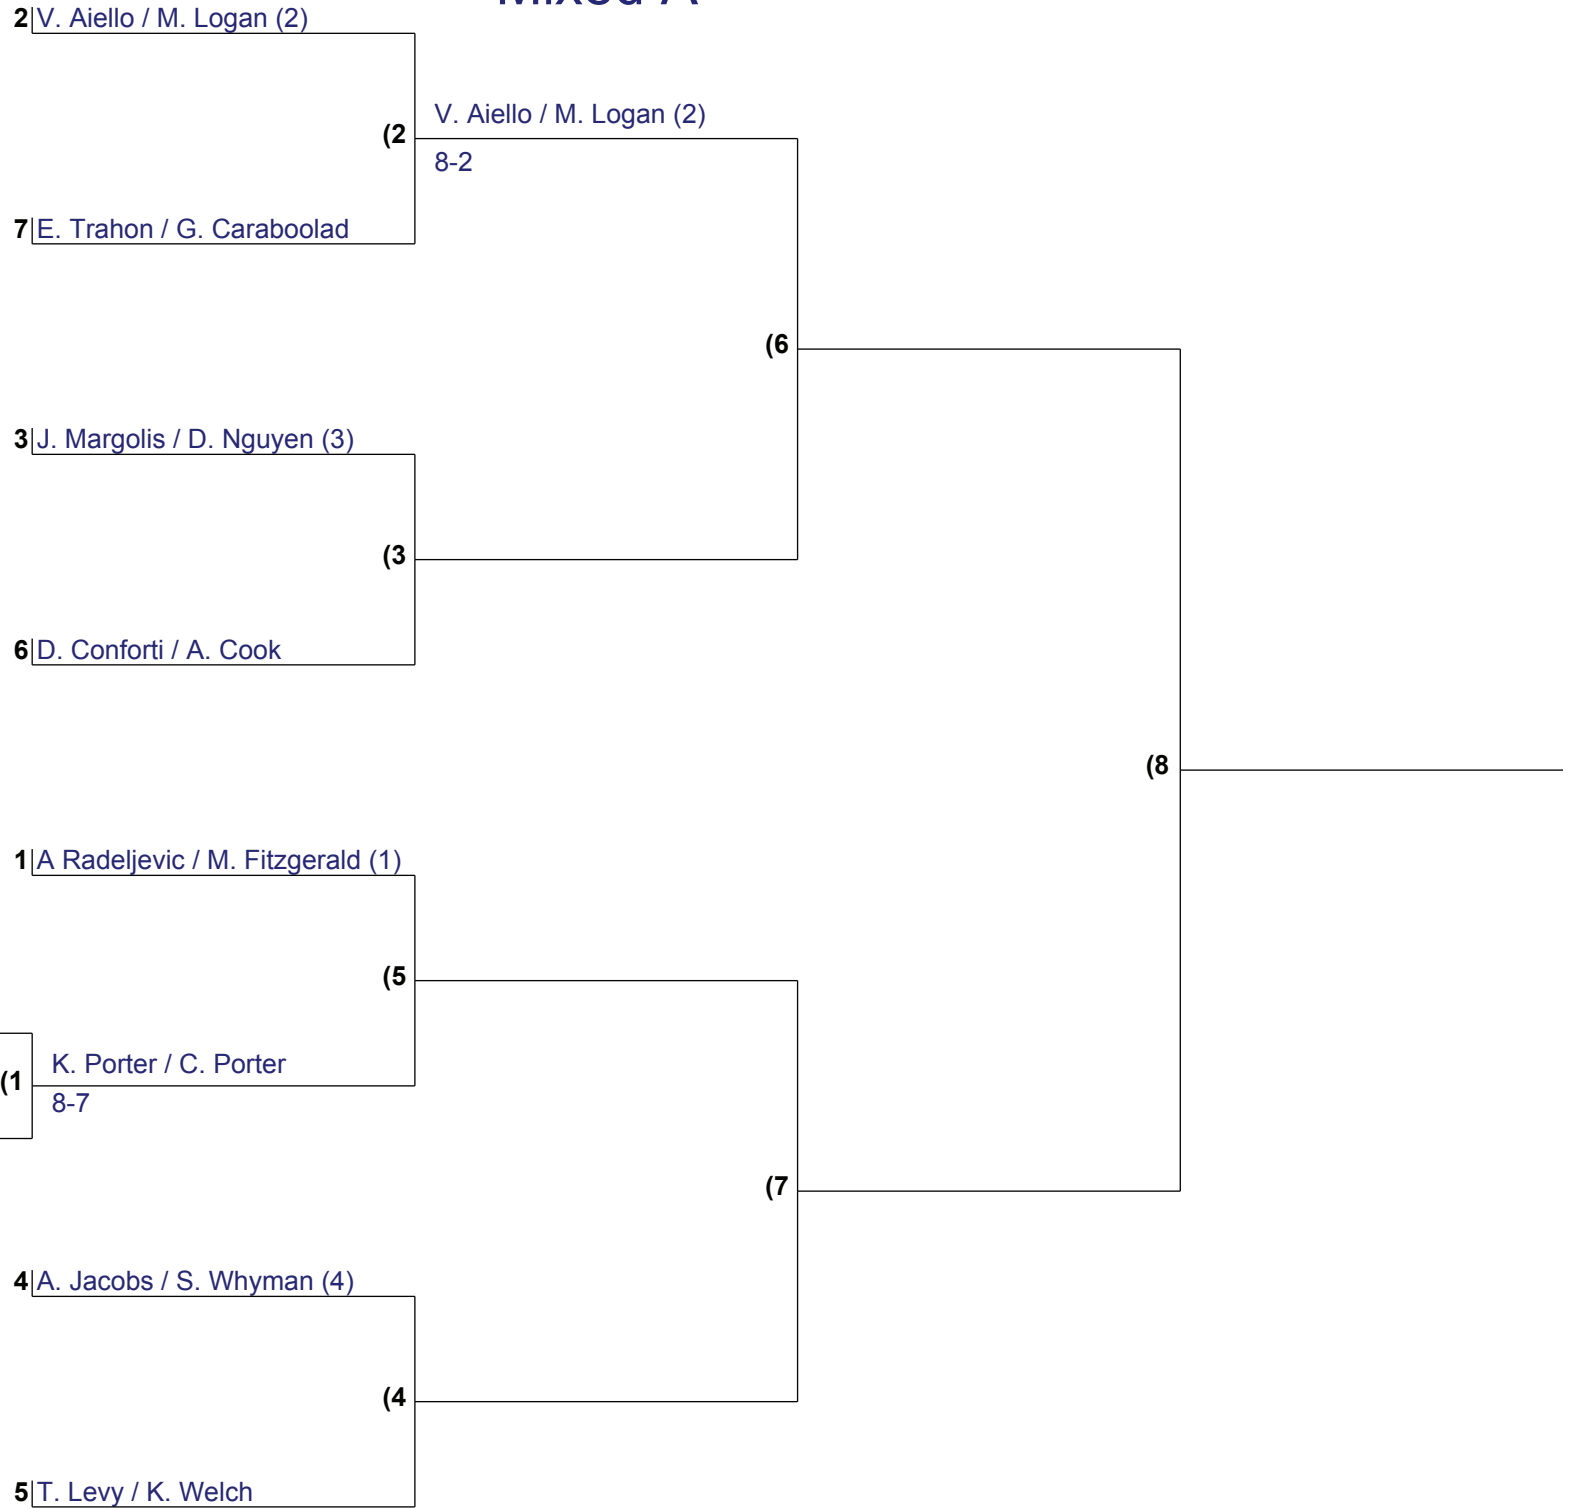 Mixed A
2 V. Aiello / M. Logan (2)
V. Aiello / M. Logan (2)
(2
8-2
7 E. Trahon / G. Caraboolad
(6
3 J. Margolis / D. Nguyen (3)
(3
6 D. Conforti / A. Cook
(8
1 A Radeljevic / M. Fitzgerald (1)
(5
K. Porter / C. Porter
(1
8-7
(7
4 A. Jacobs / S. Whyman (4)
(4
5 T. Levy / K. Welch